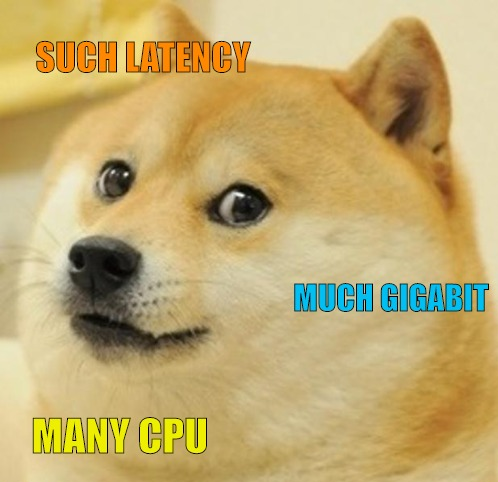 SUCH LATENCY
MUCH GIGABIT
MANY CPU